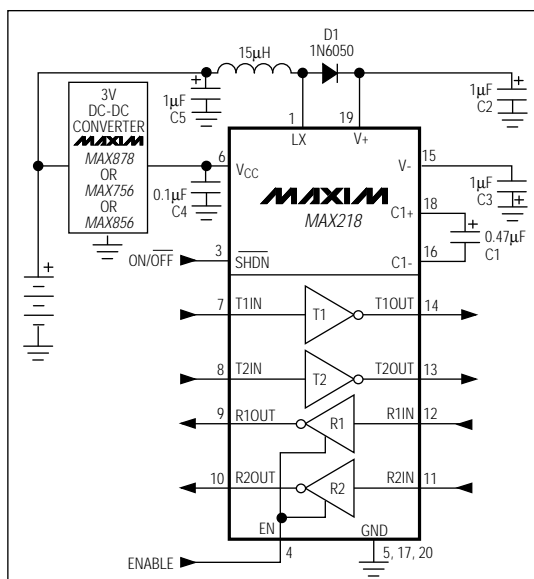 D1
1N6050
15µH
+
1µF
C5
3V
DC-DC
CONVERTER
MAXIM
MAX878
OR
MAX756
OR
MAX856
1
19
LX
V+
+
1µF
C2
6
VCC
0.1µF
C4
MAXIM
MAX218
V-
15
1µF
C3
+
C1+
18
+
0.47µF
C1
C1-
16
ON/OFF
3
SHDN
+
7
T1IN
T1
T1OUT
14
8
T2IN
T2
T2OUT
13
9
R1OUT
R1
R1IN
12
10
R2OUT
R2
R2IN
11
EN
GND
4
5, 17, 20
ENABLE